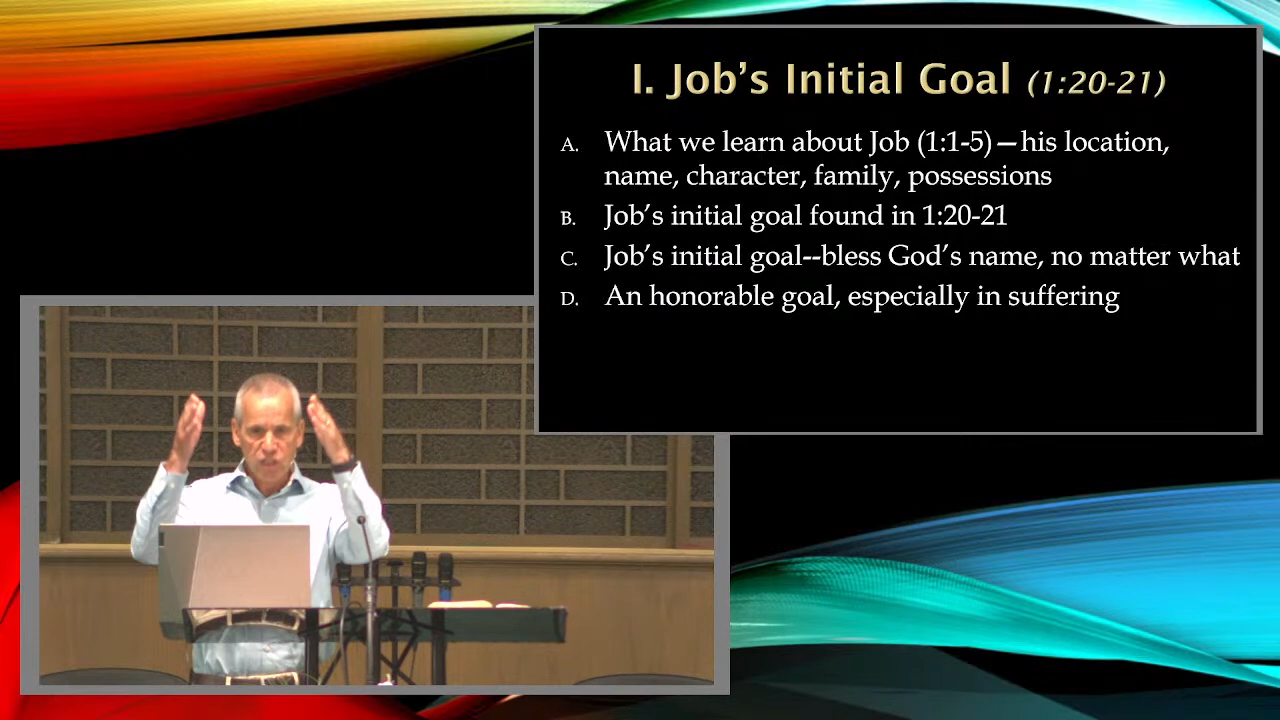 I. Job’s Initial Goal (1:20-21)
A. What we learn about Job (1:1-5)—his location,
name, character, family, possessions
B. Job’s initial goal found in 1:20-21
C. Job’s initial goal--bless God’s name, no matter what
D. An honorable goal, especially in suffering